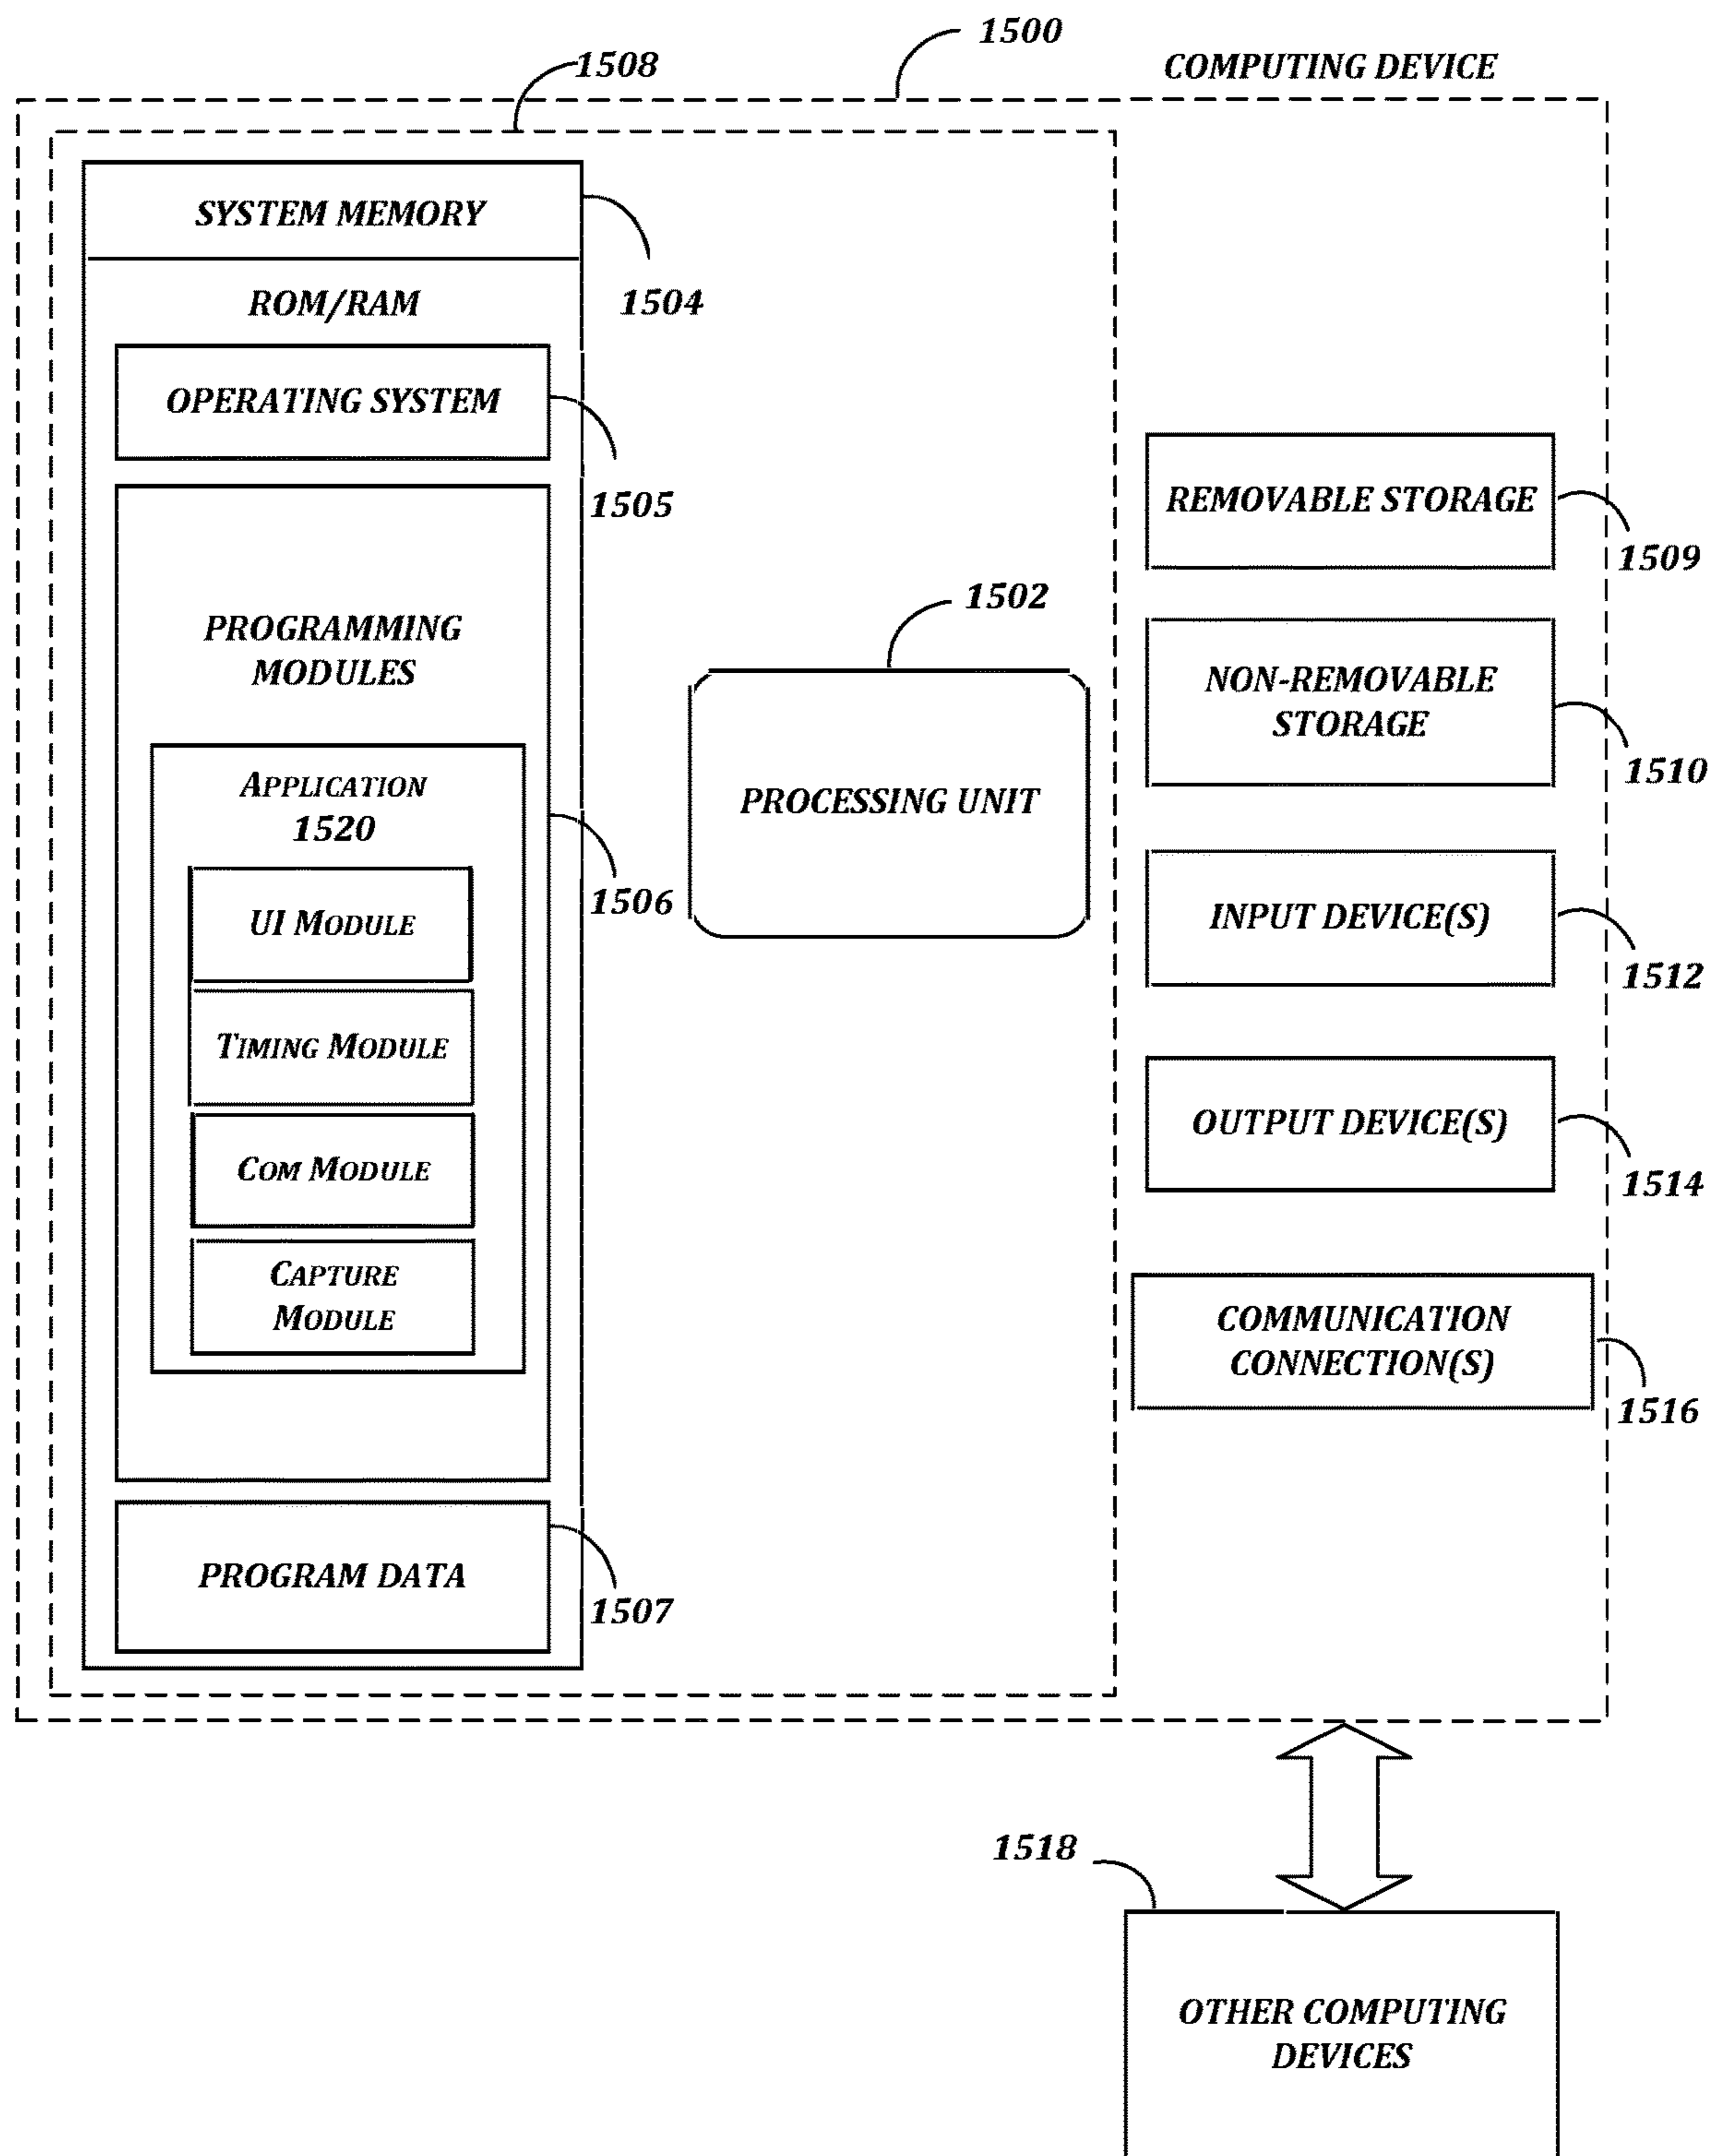 1500
1508
COMPUTING DEVICE
SYSTEM MEMORY
1504
ROM/RAM
OPERATING SYSTEM
1505
PROGRAMMING
MODULES
APPLICATION
1520
1506
UI MODULE
TIMING MODULE
COM MODULE
CAPTURE
MODULE
PROGRAM DATA
1507
1502
PROCESSING UNIT
REMOVABLE STORAGE
1509
NON-REMOVABLE
STORAGE
1510
INPUT DEVICE(S)
1512
OUTPUT DEVICE(S)
1514
COMMUNICATION
CONNECTION(S)
1516
1518
OTHER COMPUTING
DEVICES